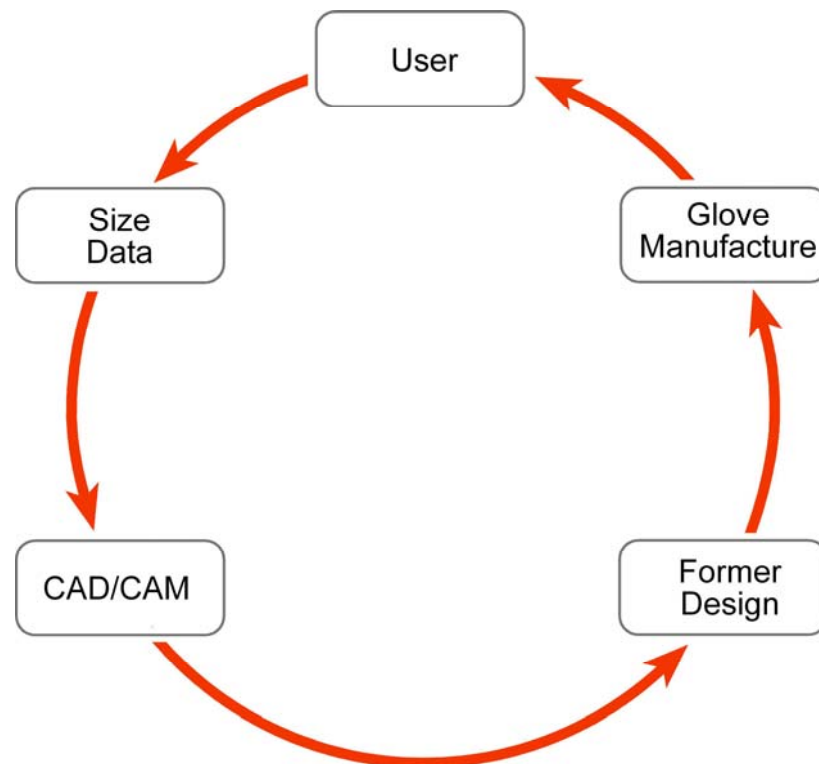 User
Size
Data
Glove
Manufacture
CAD/CAM
Former
Design